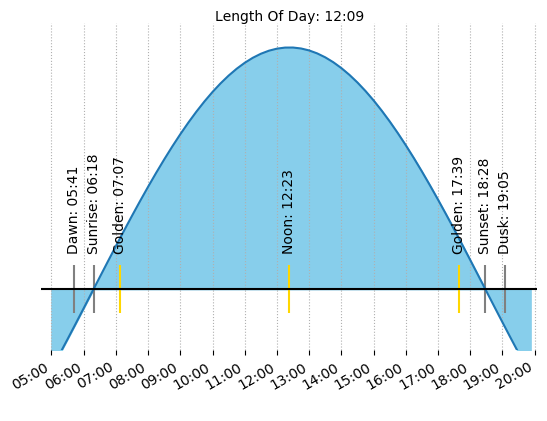 Length Of Day: 12:09
Dawn: 05:41
Sunrise: 06:18
Golden: 07:07
Noon: 12:23
Golden: 17:39
Sunset: 18:28
Dusk: 19:05
05:00
06:00
07:00
08:00
09:00
10:00
11:00
12:00
13:00
14:00
15:00
16:00
17:00
18:00
19:00
20:00